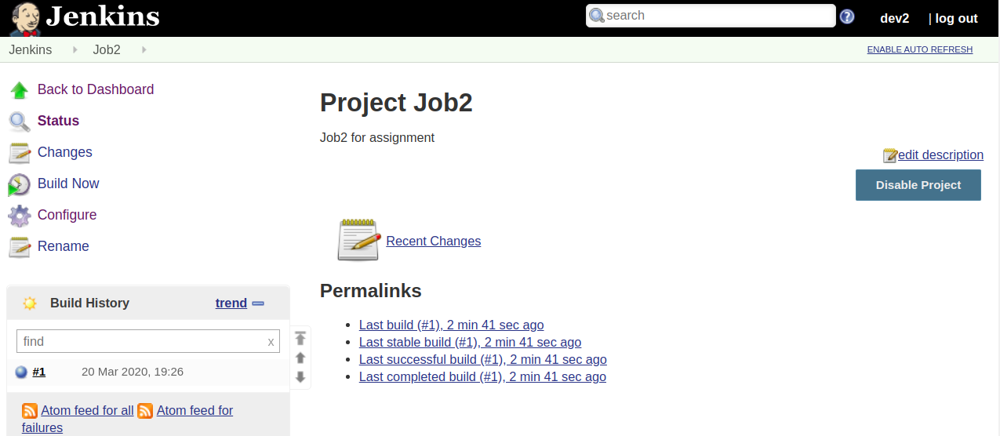 Jenkins
search
dev2 | log out
Jenkins Job2
ENABLE AUTO REFRESH
Back to Dashboard
Status
Changes
Build Now
Configure
Rename
Project Job2
Job2 for assignment
edit description
Disable Project
Recent Changes
Permalinks
Last build (#1), 2 min 41 sec ago
Last stable build (#1), 2 min 41 sec ago
Last successful build (#1), 2 min 41 sec ago
Last completed build (#1), 2 min 41 sec ago
Build History trend
find x
#1 20 Mar 2020, 19:26
Atom feed for all Atom feed for
failures